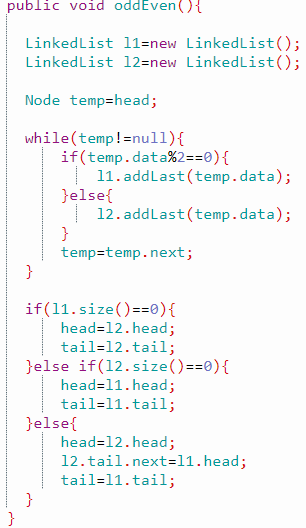 public void oddEven(){
LinkedList l1=new LinkedList();
LinkedList l2=new LinkedList();
Node temp=head;
while(temp!=null){
if(temp.data%2==0){
l1.addLast(temp.data);
}else{
l2.addLast(temp.data);
}
temp=temp.next;
}
if(l1.size()==0){
head=l2.head;
tail=l2.tail;
}else if(l2.size()==0){
head=l1.head;
tail=l1.tail;
}else{
head=l2.head;
l2.tail.next=l1.head;
tail=l1.tail;
}
}